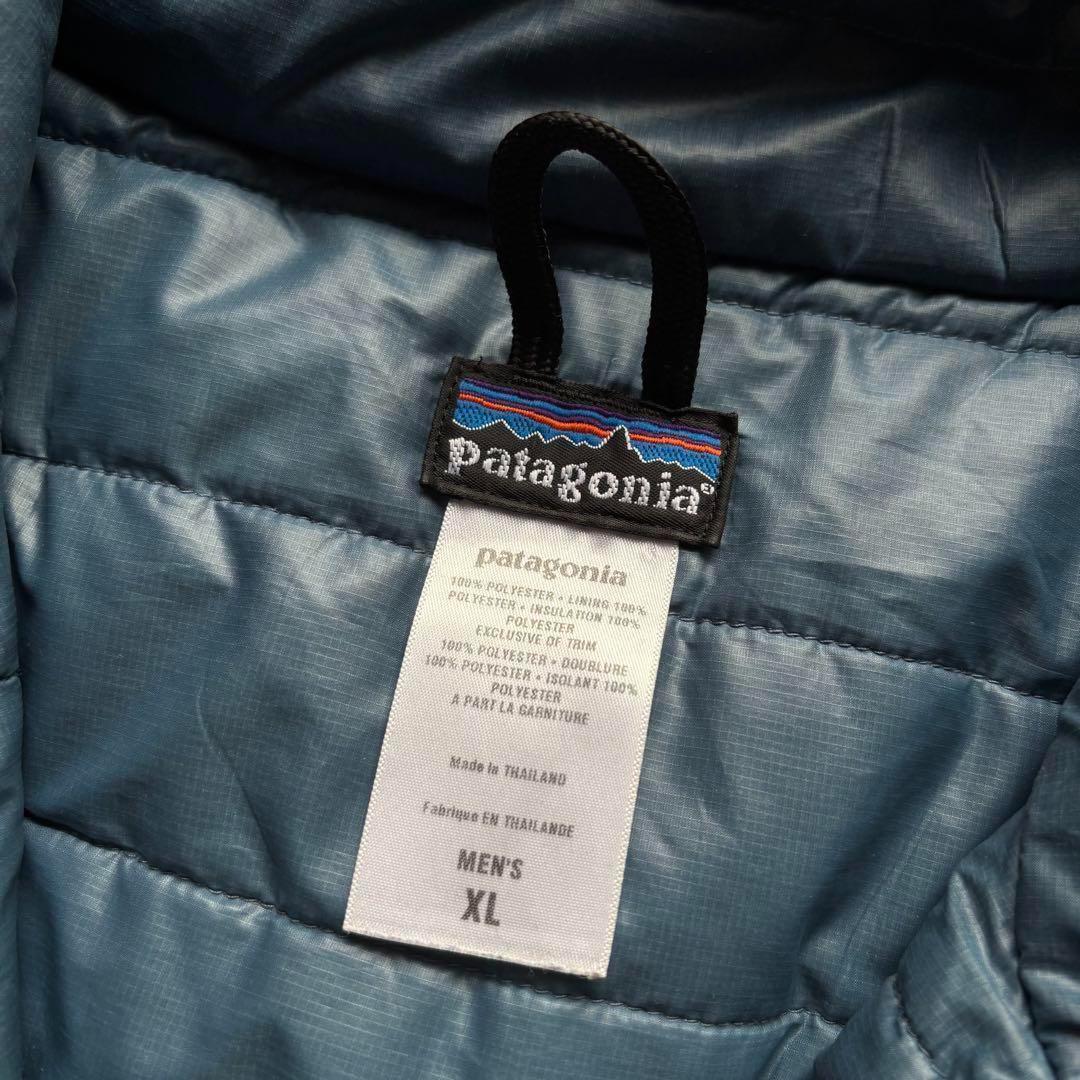 patagonia®
patagonia
100% POLYESTER • LINING 100%
POLYESTER • INSULATION 100%
POLYESTER
EXCLUSIVE OF TRIM
100% POLYESTER • DOUBLURE
100% POLYESTER • ISOLANT 100%
POLYESTER
A PART LA GARNITURE
Made in THAILAND
Fabrique EN THAILANDE
MEN'S
XL